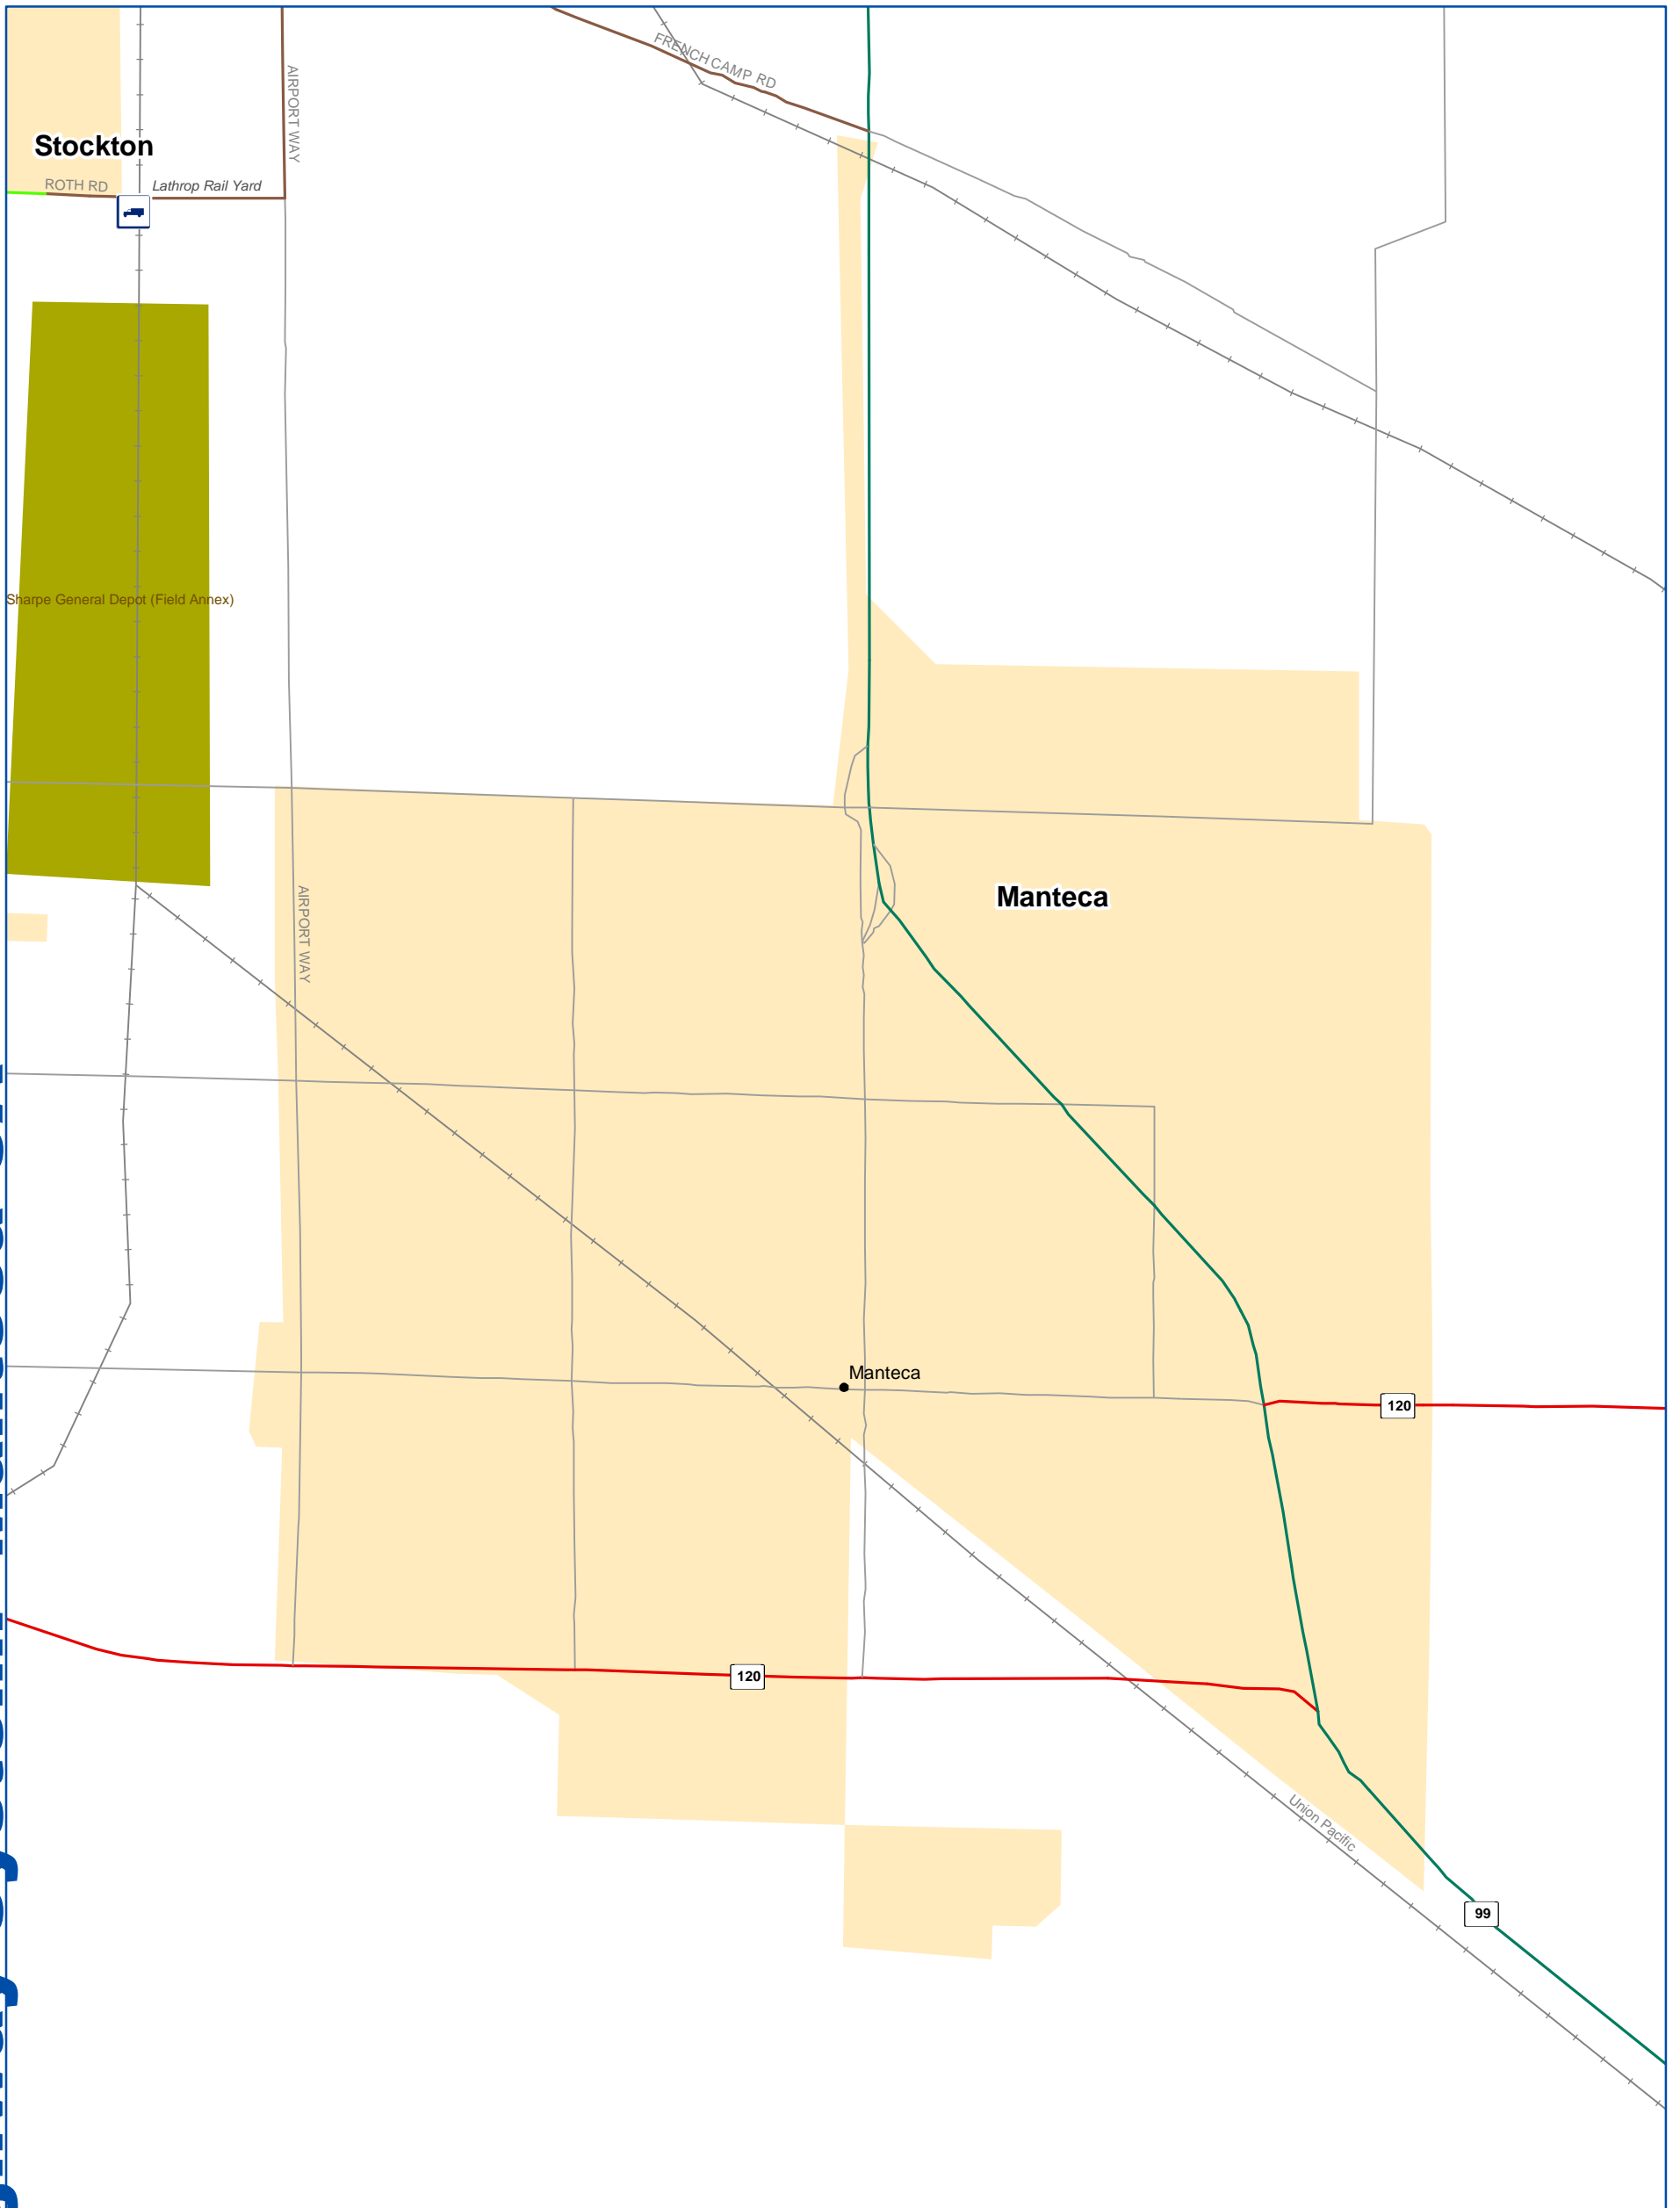 FRENCH CAMP RD
AIRPORT WAY
Stockton
ROTH RD
Lathrop Rail Yard
Sharpe General Depot (Field Annex)
Manteca
AIRPORT WAY
Manteca
120
120
Union Pacific
99